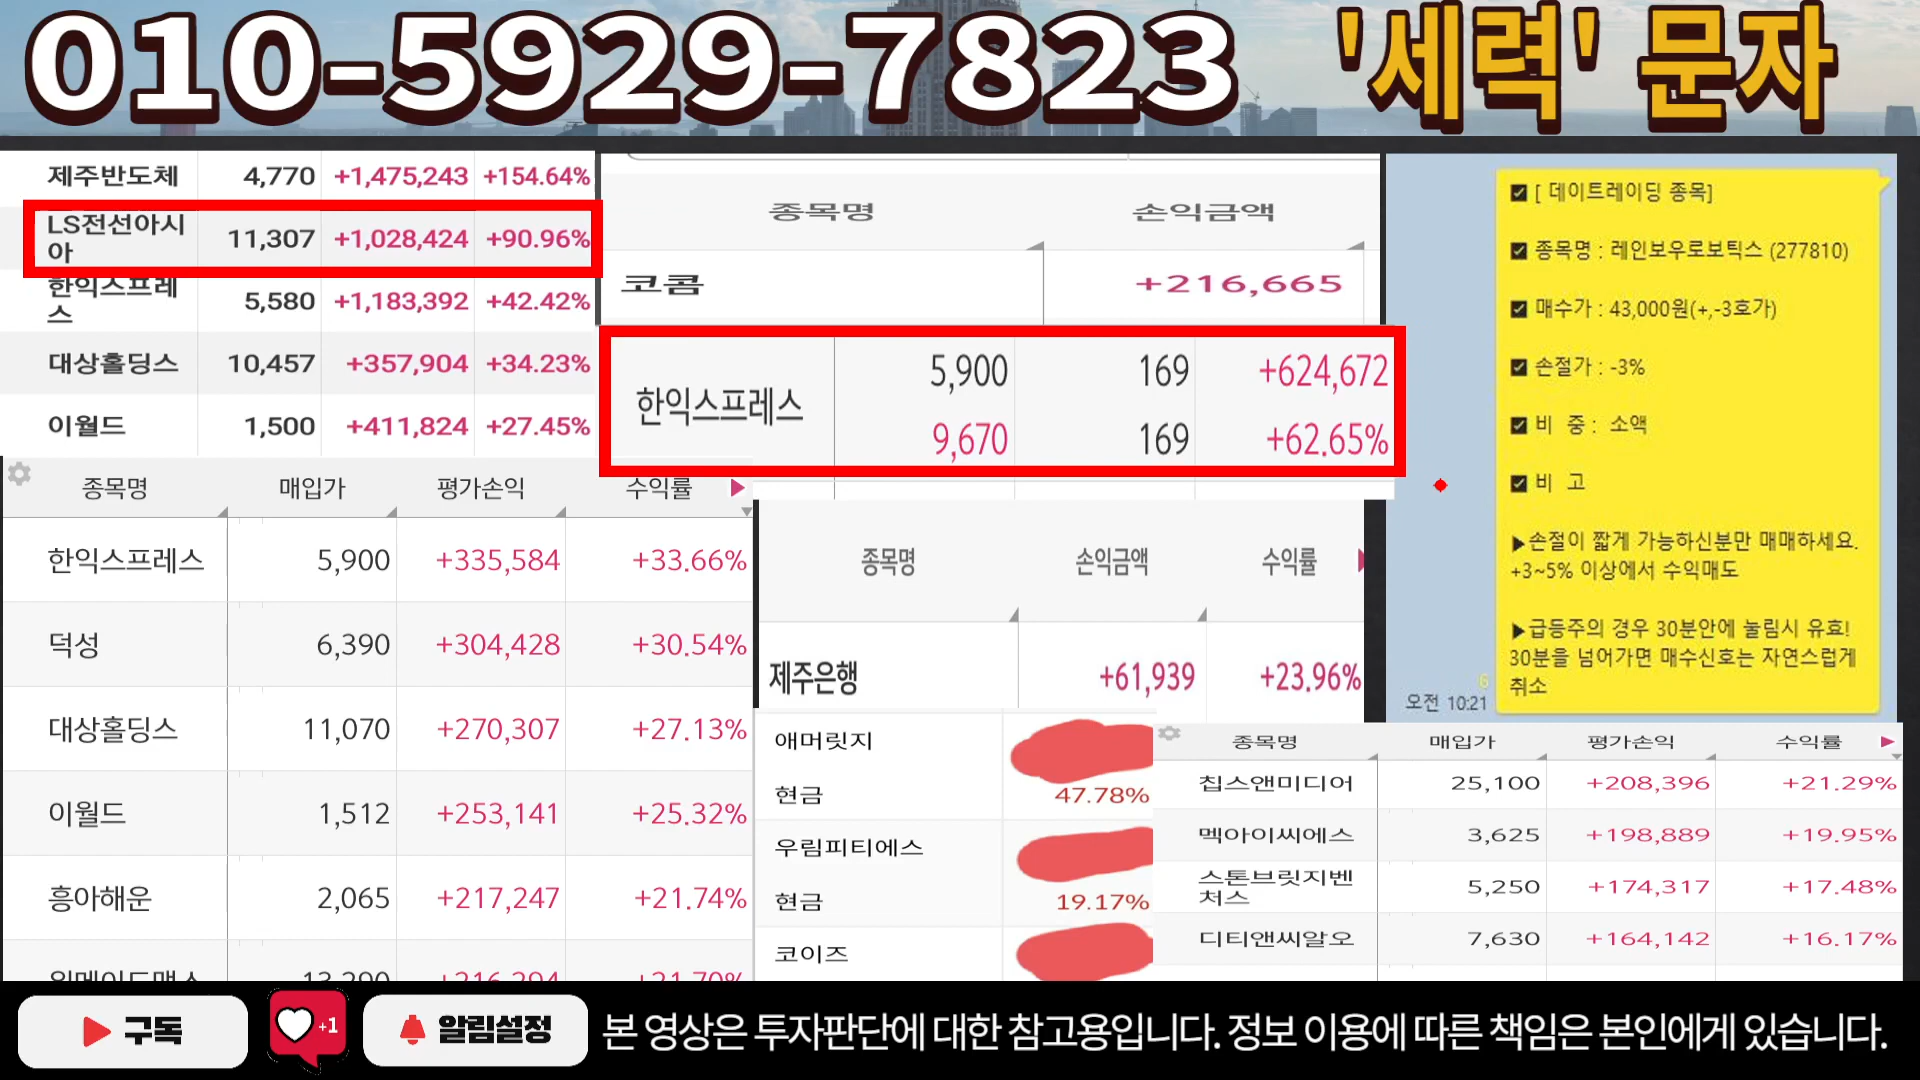 010-5929-7823 '세력' 문자
제주반도체 4,770 +1,475,243 +154.64%
LS전선아시아 11,307 +1,028,424 +90.96%
한익스프레스 5,580 +1,183,392 +42.42%
대상홀딩스 10,457 +357,904 +34.23%
이월드 1,500 +411,824 +27.45%
종목명 손익금액
코콤 +216,665
한익스프레스 5,900 169 +624,672
9,670 169 +62.65%
☑ [ 데이트레이딩 종목]
☑ 종목명 : 레인보우로보틱스 (277810)
☑ 매수가 : 43,000원(+,-3호가)
☑ 손절가 : -3%
☑ 비 중 : 소액
☑ 비 고
▶손절이 짧게 가능하신분만 매매하세요.
+3~5% 이상에서 수익매도
▶급등주의 경우 30분안에 눌림시 유효!
30분을 넘어가면 매수신호는 자연스럽게
취소
6
오전 10:21
종목명 매입가 평가손익 수익률
한익스프레스 5,900 +335,584 +33.66%
덕성 6,390 +304,428 +30.54%
대상홀딩스 11,070 +270,307 +27.13%
이월드 1,512 +253,141 +25.32%
흥아해운 2,065 +217,247 +21.74%
종목명 손익금액 수익률
제주은행 +61,939 +23.96%
애머릿지
현금 47.78%
우림피티에스
현금 19.17%
코이즈
종목명 매입가 평가손익 수익률
칩스앤미디어 25,100 +208,396 +21.29%
멕아이씨에스 3,625 +198,889 +19.95%
스톤브릿지벤처스 5,250 +174,317 +17.48%
디티앤씨알오 7,630 +164,142 +16.17%
구독 +1 알림설정 본 영상은 투자판단에 대한 참고용입니다. 정보 이용에 따른 책임은 본인에게 있습니다.